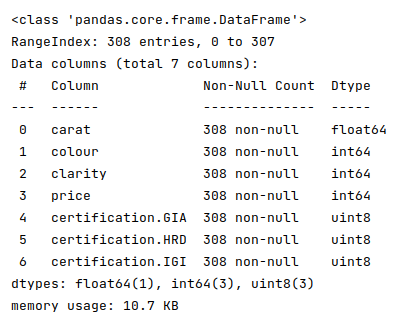 <class 'pandas.core.frame.DataFrame'>
RangeIndex: 308 entries, 0 to 307
Data columns (total 7 columns):
 #   Column             Non-Null Count  Dtype
---  ------             --------------  -----
 0   carat              308 non-null    float64
 1   colour             308 non-null    int64
 2   clarity            308 non-null    int64
 3   price              308 non-null    int64
 4   certification.GIA  308 non-null    uint8
 5   certification.HRD  308 non-null    uint8
 6   certification.IGI  308 non-null    uint8
dtypes: float64(1), int64(3), uint8(3)
memory usage: 10.7 KB